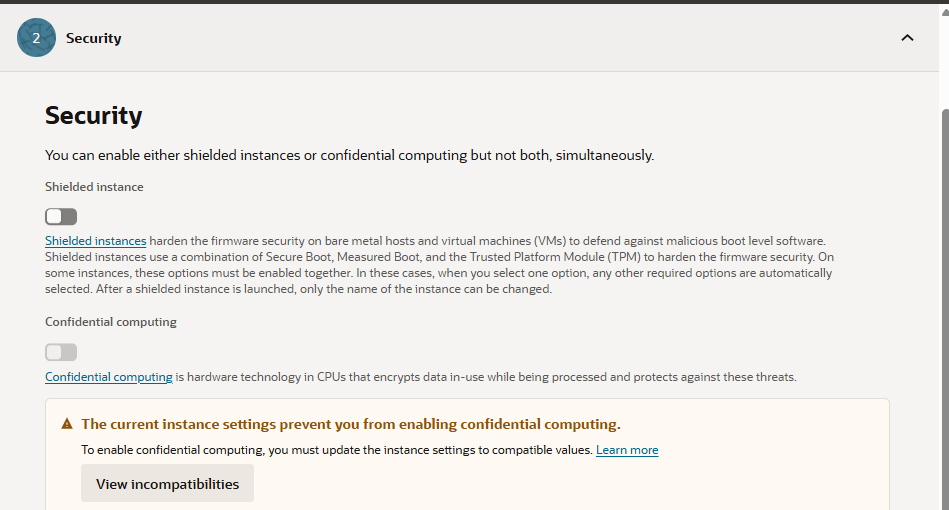 2 Security
Security
You can enable either shielded instances or confidential computing but not both, simultaneously.
Shielded instance
Shielded instances harden the firmware security on bare metal hosts and virtual machines (VMs) to defend against malicious boot level software.
Shielded instances use a combination of Secure Boot, Measured Boot, and the Trusted Platform Module (TPM) to harden the firmware security. On
some instances, these options must be enabled together. In these cases, when you select one option, any other required options are automatically
selected. After a shielded instance is launched, only the name of the instance can be changed.
Confidential computing
Confidential computing is hardware technology in CPUs that encrypts data in-use while being processed and protects against these threats.
The current instance settings prevent you from enabling confidential computing.
To enable confidential computing, you must update the instance settings to compatible values. Learn more
View incompatibilities